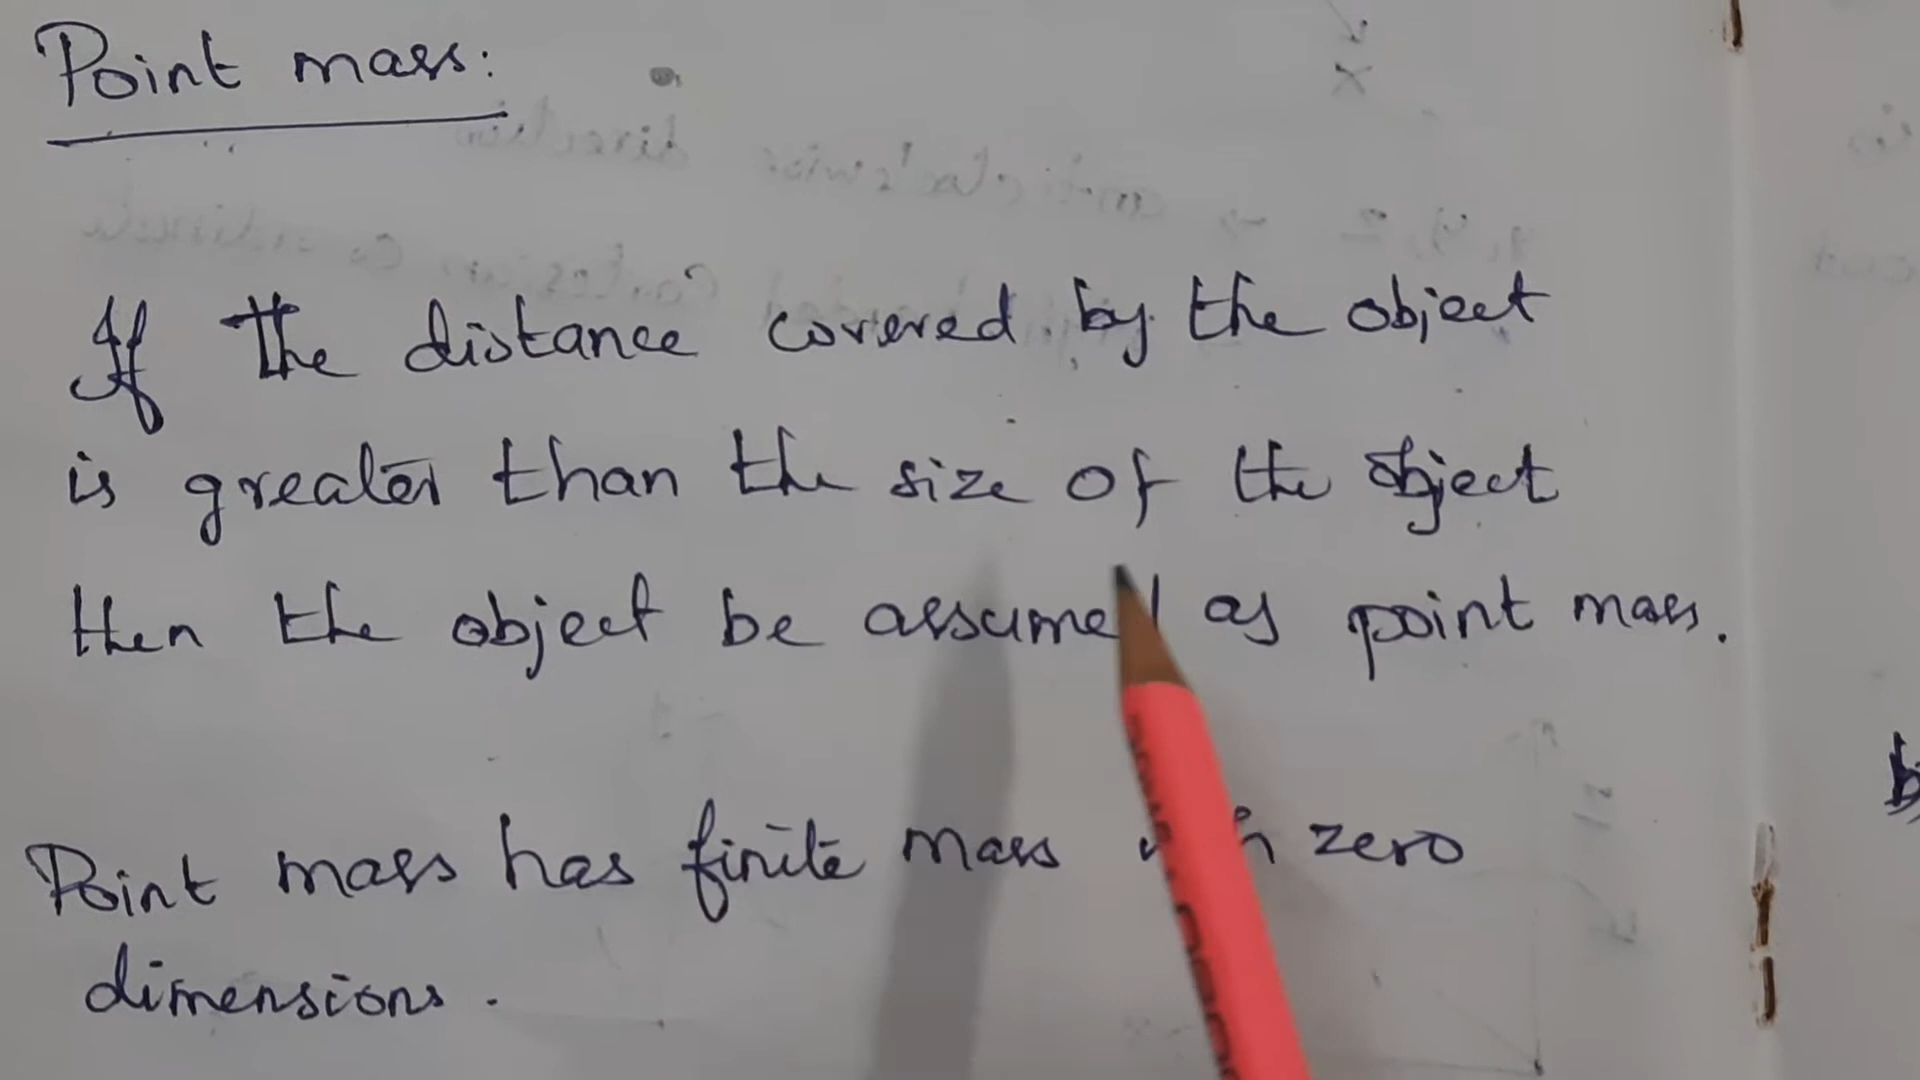 Point mass:
If the distance covered by the object
is greater than the size of the object
then the object be assumed as point mass.
Point mass has finite mass zero
dimensions.